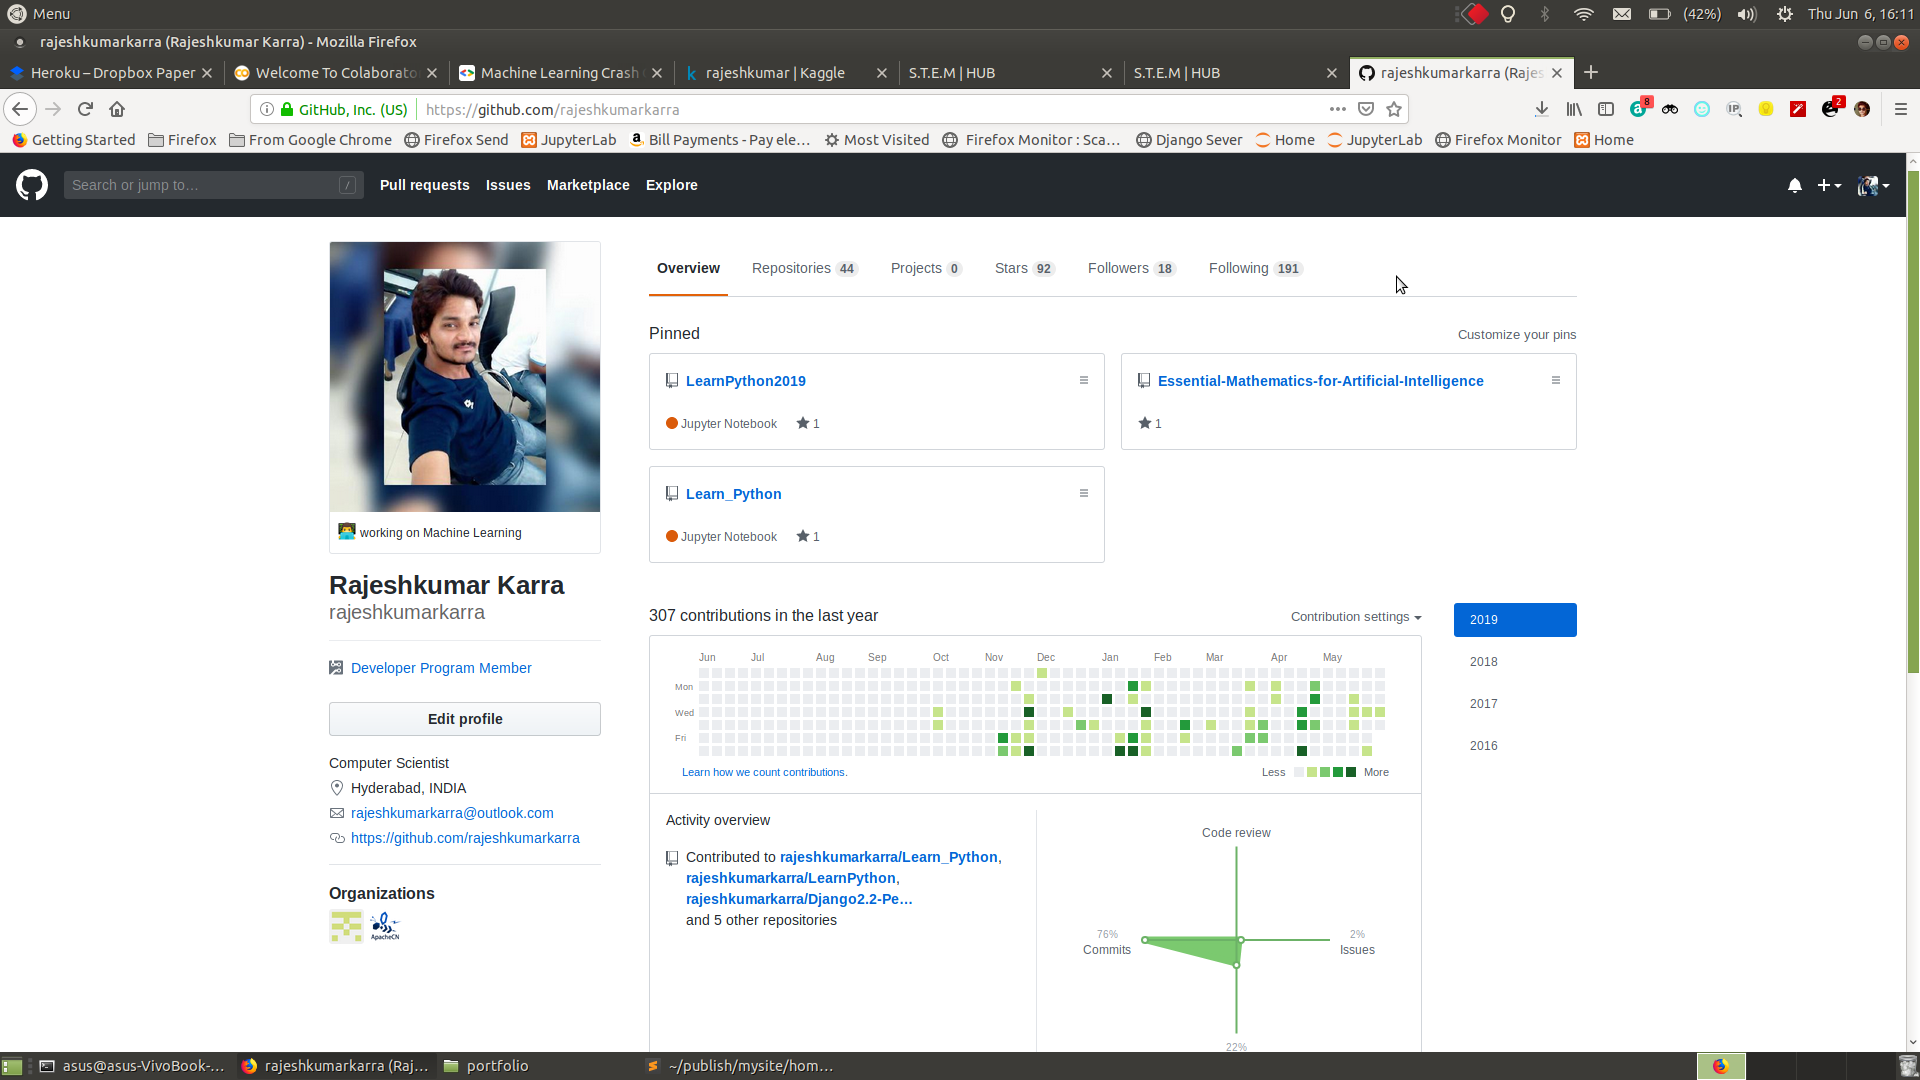 Menu
(42%)
Thu Jun 6, 16:11
rajeshkumarkarra (Rajeshkumar Karra) - Mozilla Firefox
Heroku – Dropbox Paper
Welcome To Colaborato
Machine Learning Crash
rajeshkumar | Kaggle
S.T.E.M | HUB
S.T.E.M | HUB
rajeshkumarkarra (Rajes
GitHub, Inc. (US)
https://github.com/rajeshkumarkarra
8
IP
2
Getting Started
Firefox
From Google Chrome
Firefox Send
JupyterLab
Bill Payments - Pay ele…
Most Visited
Firefox Monitor : Sca…
Django Sever
Home
JupyterLab
Firefox Monitor
Home
Search or jump to…
/
Pull requests
Issues
Marketplace
Explore
Overview
Repositories 44
Projects 0
Stars 92
Followers 18
Following 191
Pinned
Customize your pins
LearnPython2019
Jupyter Notebook
1
Essential-Mathematics-for-Artificial-Intelligence
1
Learn_Python
Jupyter Notebook
1
working on Machine Learning
Rajeshkumar Karra
rajeshkumarkarra
Developer Program Member
Edit profile
Computer Scientist
Hyderabad, INDIA
rajeshkumarkarra@outlook.com
https://github.com/rajeshkumarkarra
Organizations
ApacheCN
307 contributions in the last year
Contribution settings
2019
2018
2017
2016
Jun Jul Aug Sep Oct Nov Dec Jan Feb Mar Apr May
Mon
Wed
Fri
Learn how we count contributions.
Less
More
Activity overview
Contributed to rajeshkumarkarra/Learn_Python,
rajeshkumarkarra/LearnPython,
rajeshkumarkarra/Django2.2-Pe…
and 5 other repositories
Code review
76%
Commits
2%
Issues
22%
asus@asus-VivoBook-…
rajeshkumarkarra (Raj…
portfolio
~/publish/mysite/hom…